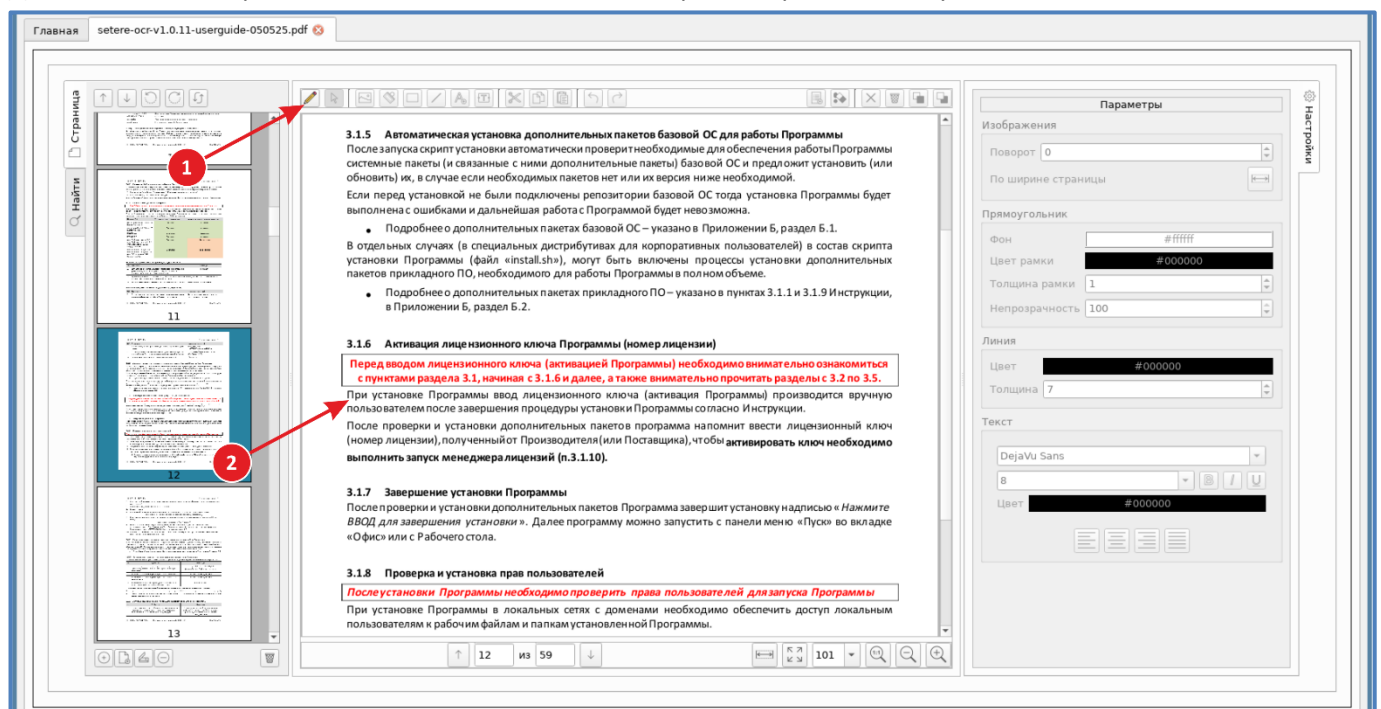 Главная setere-ocr-v1.0.11-userguide-050525.pdf
Страница
Найти
1
11
12
2
13
3.1.5 Автоматическая установка дополнительных пакетов базовой ОС для работы Программы
После запуска скрипт установки автоматически проверит необходимые для обеспечения работы Программы
системные пакеты (и связанные с ними дополнительные пакеты) базовой ОС и предложит установить (или
обновить) их, в случае если необходимых пакетов нет или их версия ниже необходимой.
Если перед установкой не были подключены репозитории базовой ОС тогда установка Программы будет
выполнена с ошибками и дальнейшая работа с Программой будет невозможна.
• Подробнее о дополнительных пакетах базовой ОС – указано в Приложении Б, раздел Б.1.
В отдельных случаях (в специальных дистрибутивах для корпоративных пользователей) в состав скрипта
установки Программы (файл «install.sh»), могут быть включены процессы установки дополнительных
пакетов прикладного ПО, необходимого для работы Программы в полном объеме.
• Подробнее о дополнительных пакетах прикладного ПО – указано в пунктах 3.1.1 и 3.1.9 Инструкции,
в Приложении Б, раздел Б.2.
3.1.6 Активация лицензионного ключа Программы (номер лицензии)
Перед вводом лицензионного ключа (активацией Программы) необходимо внимательно ознакомиться
с пунктами раздела 3.1, начиная с 3.1.6 и далее, а также внимательно прочитать разделы с 3.2 по 3.5.
При установке Программы ввод лицензионного ключа (активация Программы) производится вручную
пользователем после завершения процедуры установки Программы согласно Инструкции.
После проверки и установки дополнительных пакетов программа напомнит ввести лицензионный ключ
(номер лицензии), полученный от Производителя (или Поставщика), чтобы активировать ключ необходимо
выполнить запуск менеджера лицензий (п.3.1.10).
3.1.7 Завершение установки Программы
После проверки и установки дополнительных пакетов Программа завершит установку надписью «Нажмите
ВВОД для завершения установки». Далее программу можно запустить с панели меню «Пуск» во вкладке
«Офис» или с Рабочего стола.
3.1.8 Проверка и установка прав пользователей
После установки Программы необходимо проверить права пользователей для запуска Программы
При установке Программы в локальных сетях с доменами необходимо обеспечить доступ локальным
пользователям к рабочим файлам и папкам установленной Программы.
12 из 59 101
Параметры
Изображения
Поворот 0
По ширине страницы
Прямоугольник
Фон #ffffff
Цвет рамки #000000
Толщина рамки 1
Непрозрачность 100
Линия
Цвет #000000
Толщина 7
Текст
DejaVu Sans
8 B I U
Цвет #000000
Настройки